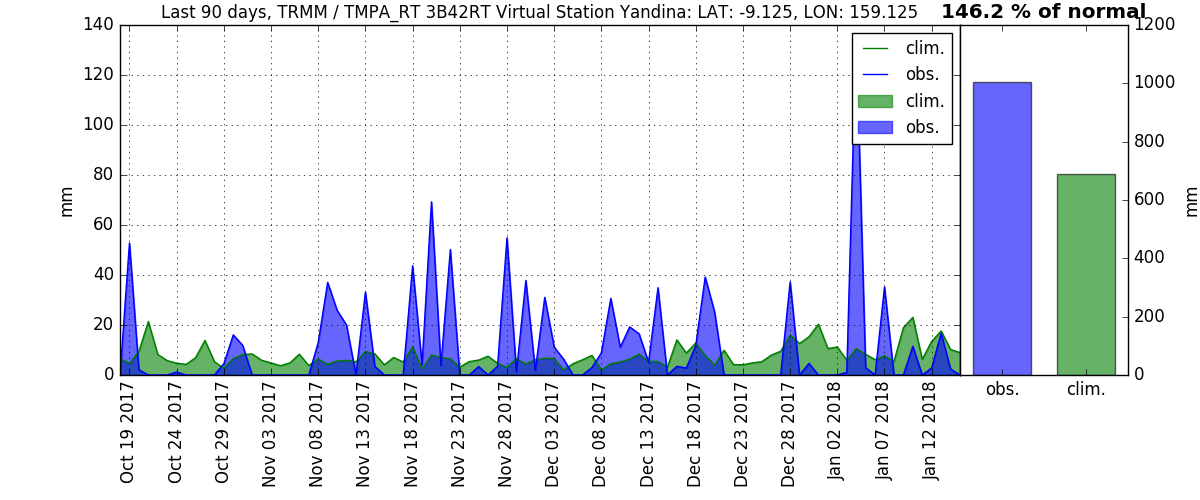 Last 90 days, TRMM / TMPA_RT 3B42RT Virtual Station Yandina: LAT: -9.125, LON: 159.125
146.2 % of normal
140
120
100
80
60
40
20
0
mm
clim.
obs.
clim.
obs.
1200
1000
800
600
400
200
0
mm
obs.
clim.
Oct 19 2017
Oct 24 2017
Oct 29 2017
Nov 03 2017
Nov 08 2017
Nov 13 2017
Nov 18 2017
Nov 23 2017
Nov 28 2017
Dec 03 2017
Dec 08 2017
Dec 13 2017
Dec 18 2017
Dec 23 2017
Dec 28 2017
Jan 02 2018
Jan 07 2018
Jan 12 2018